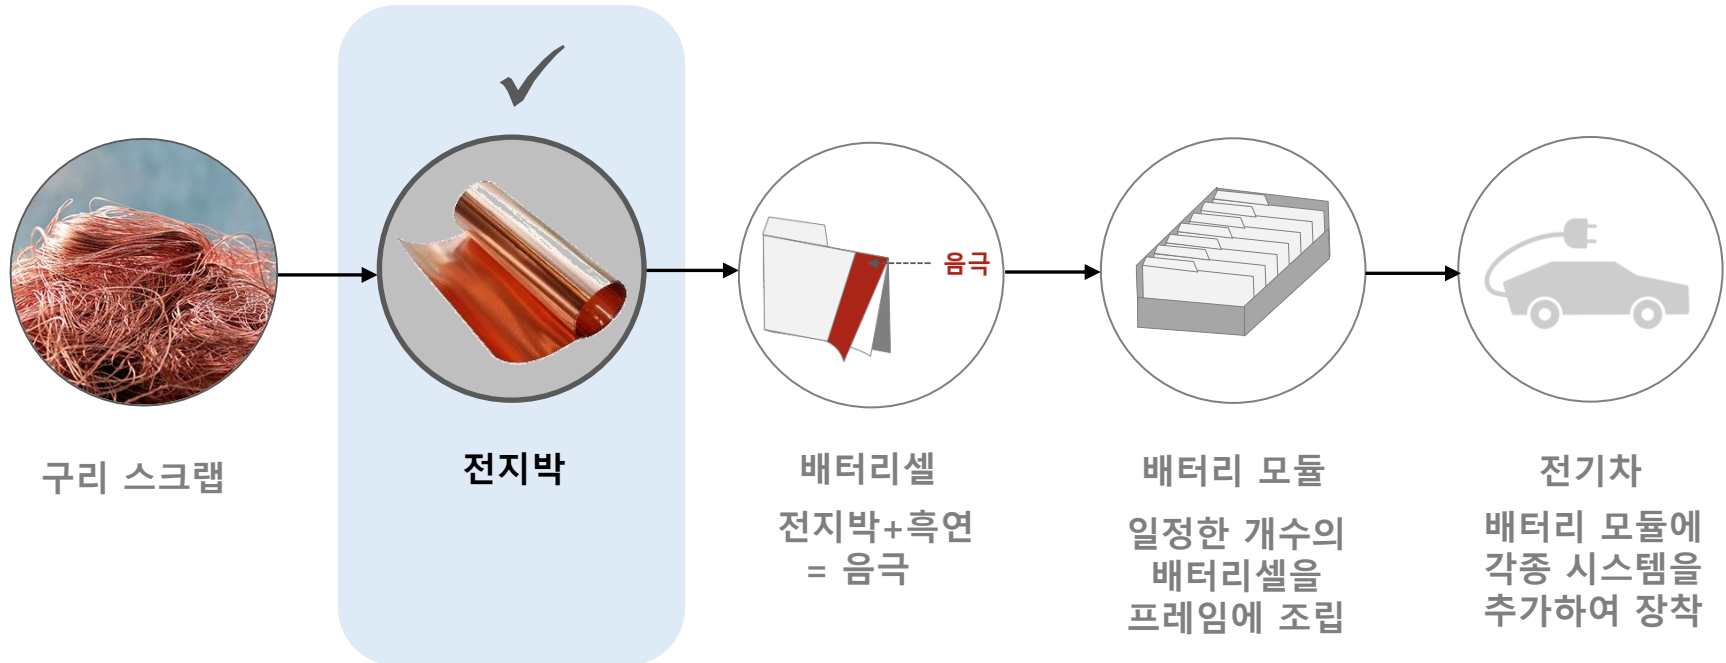 음극
구리 스크랩
전지박
배터리셀
전지박+흑연
= 음극
배터리 모듈
일정한 개수의
배터리셀을
프레임에 조립
전기차
배터리 모듈에
각종 시스템을
추가하여 장착